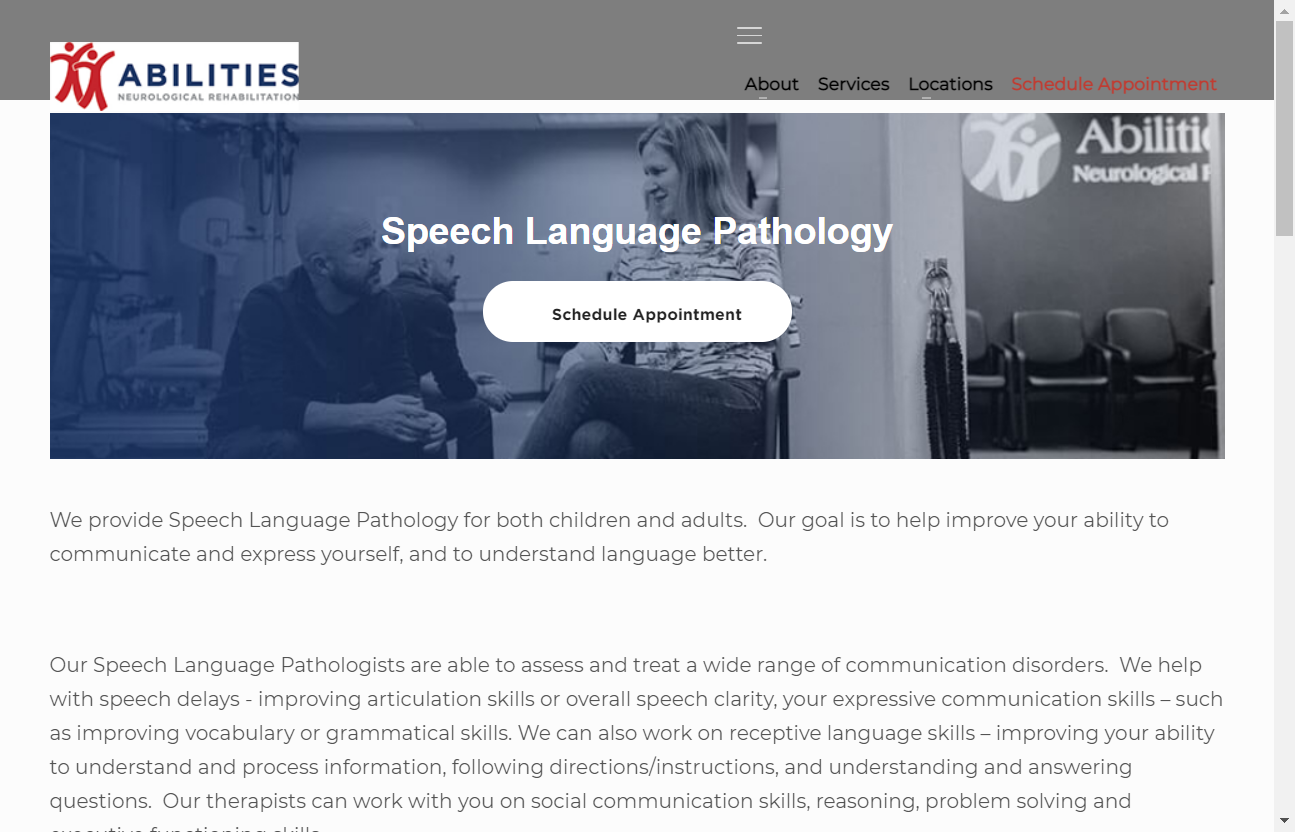 ABILITIES
NEUROLOGICAL REHABILITATION
About Services Locations Schedule Appointment
Abiliti
Neurological
Speech Language Pathology
Schedule Appointment
We provide Speech Language Pathology for both children and adults.  Our goal is to help improve your ability to
communicate and express yourself, and to understand language better.
Our Speech Language Pathologists are able to assess and treat a wide range of communication disorders.  We help
with speech delays - improving articulation skills or overall speech clarity, your expressive communication skills – such
as improving vocabulary or grammatical skills. We can also work on receptive language skills – improving your ability
to understand and process information, following directions/instructions, and understanding and answering
questions.  Our therapists can work with you on social communication skills, reasoning, problem solving and
executive functioning skills.